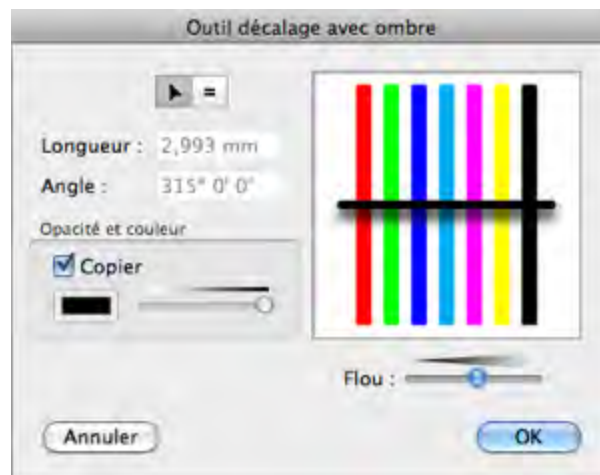 Outil décalage avec ombre
=
Longueur : 2,993 mm
Angle : 315° 0' 0"
Opacité et couleur
Copier
Flou :
Annuler
OK